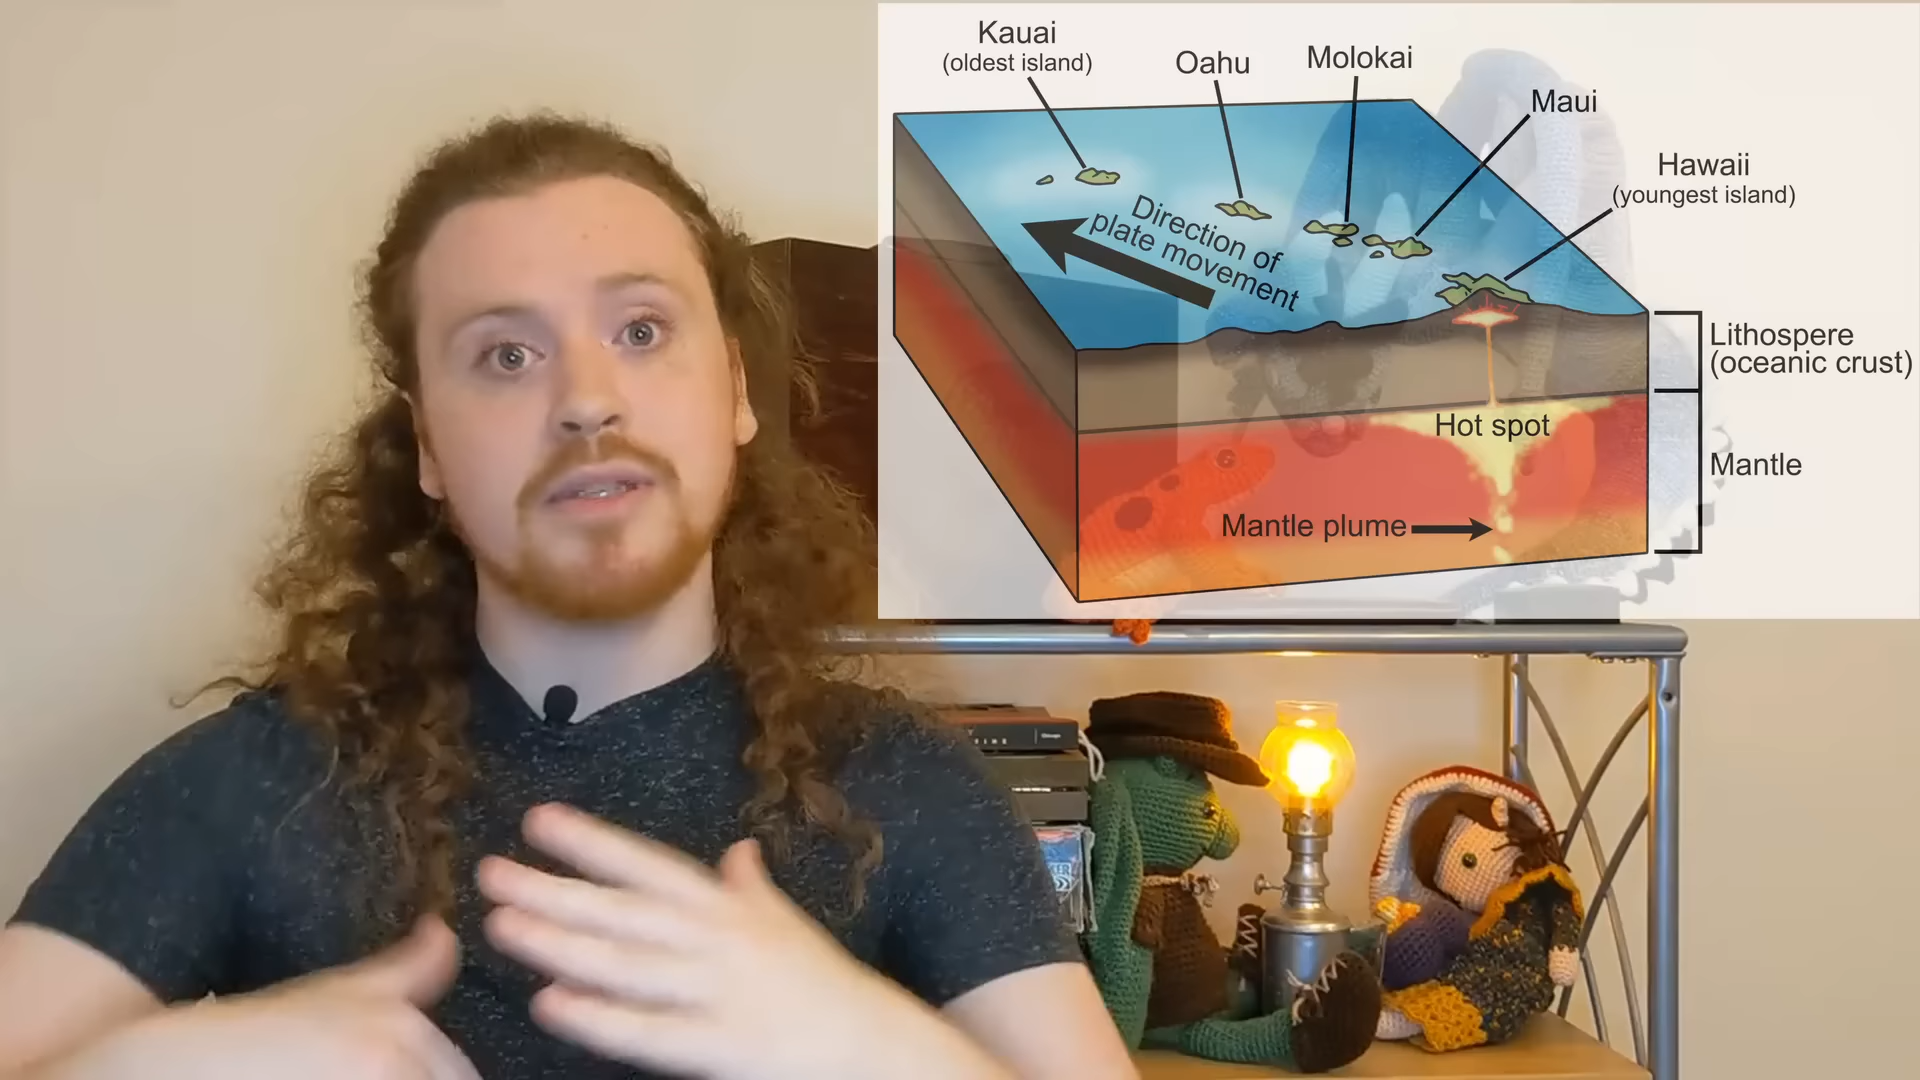 Kauai
(oldest island)
Oahu
Molokai
Maui
Hawaii
(youngest island)
Direction of
plate movement
Lithospere
(oceanic crust)
Hot spot
Mantle
Mantle plume